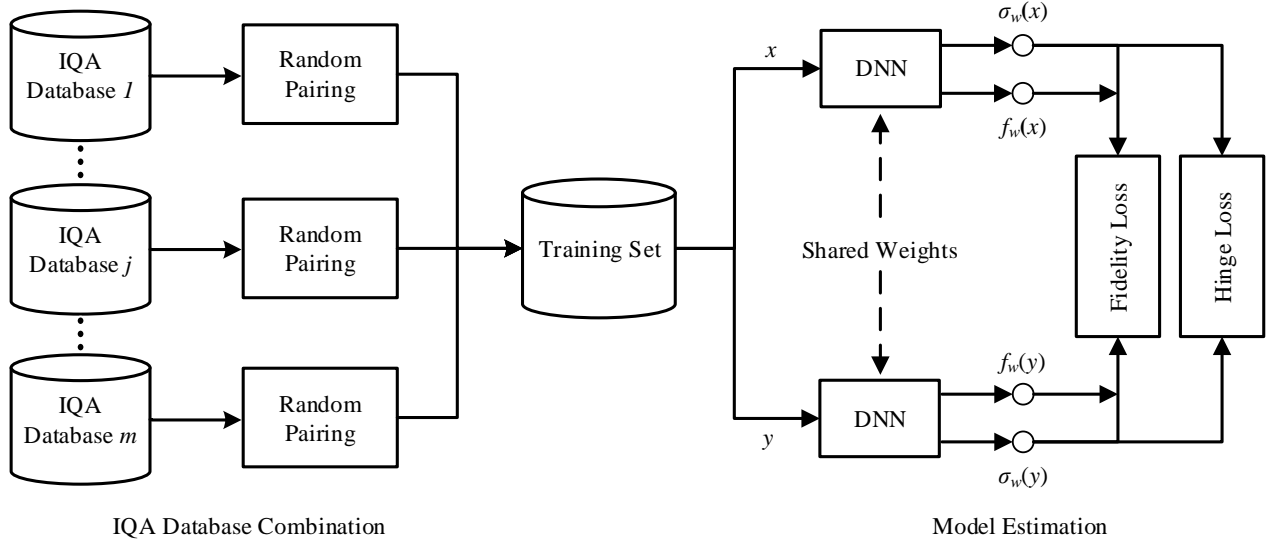 IQA
Database 1
Random
Pairing
IQA
Database j
Random
Pairing
IQA
Database m
Random
Pairing
Training Set
x
y
DNN
Shared Weights
DNN
σw(x)
fw(x)
fw(y)
σw(y)
Fidelity Loss
Hinge Loss
IQA Database Combination
Model Estimation